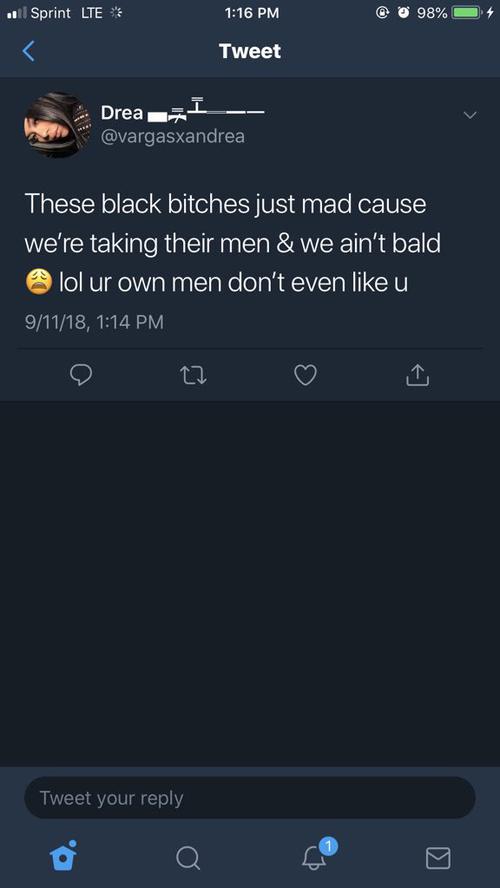 Sprint LTE 1:16 PM 98%
Tweet
Drea ▄︻̷̿┻̿═━一
@vargasxandrea
These black bitches just mad cause
we're taking their men & we ain't bald
😩 lol ur own men don't even like u
9/11/18, 1:14 PM
Tweet your reply
1